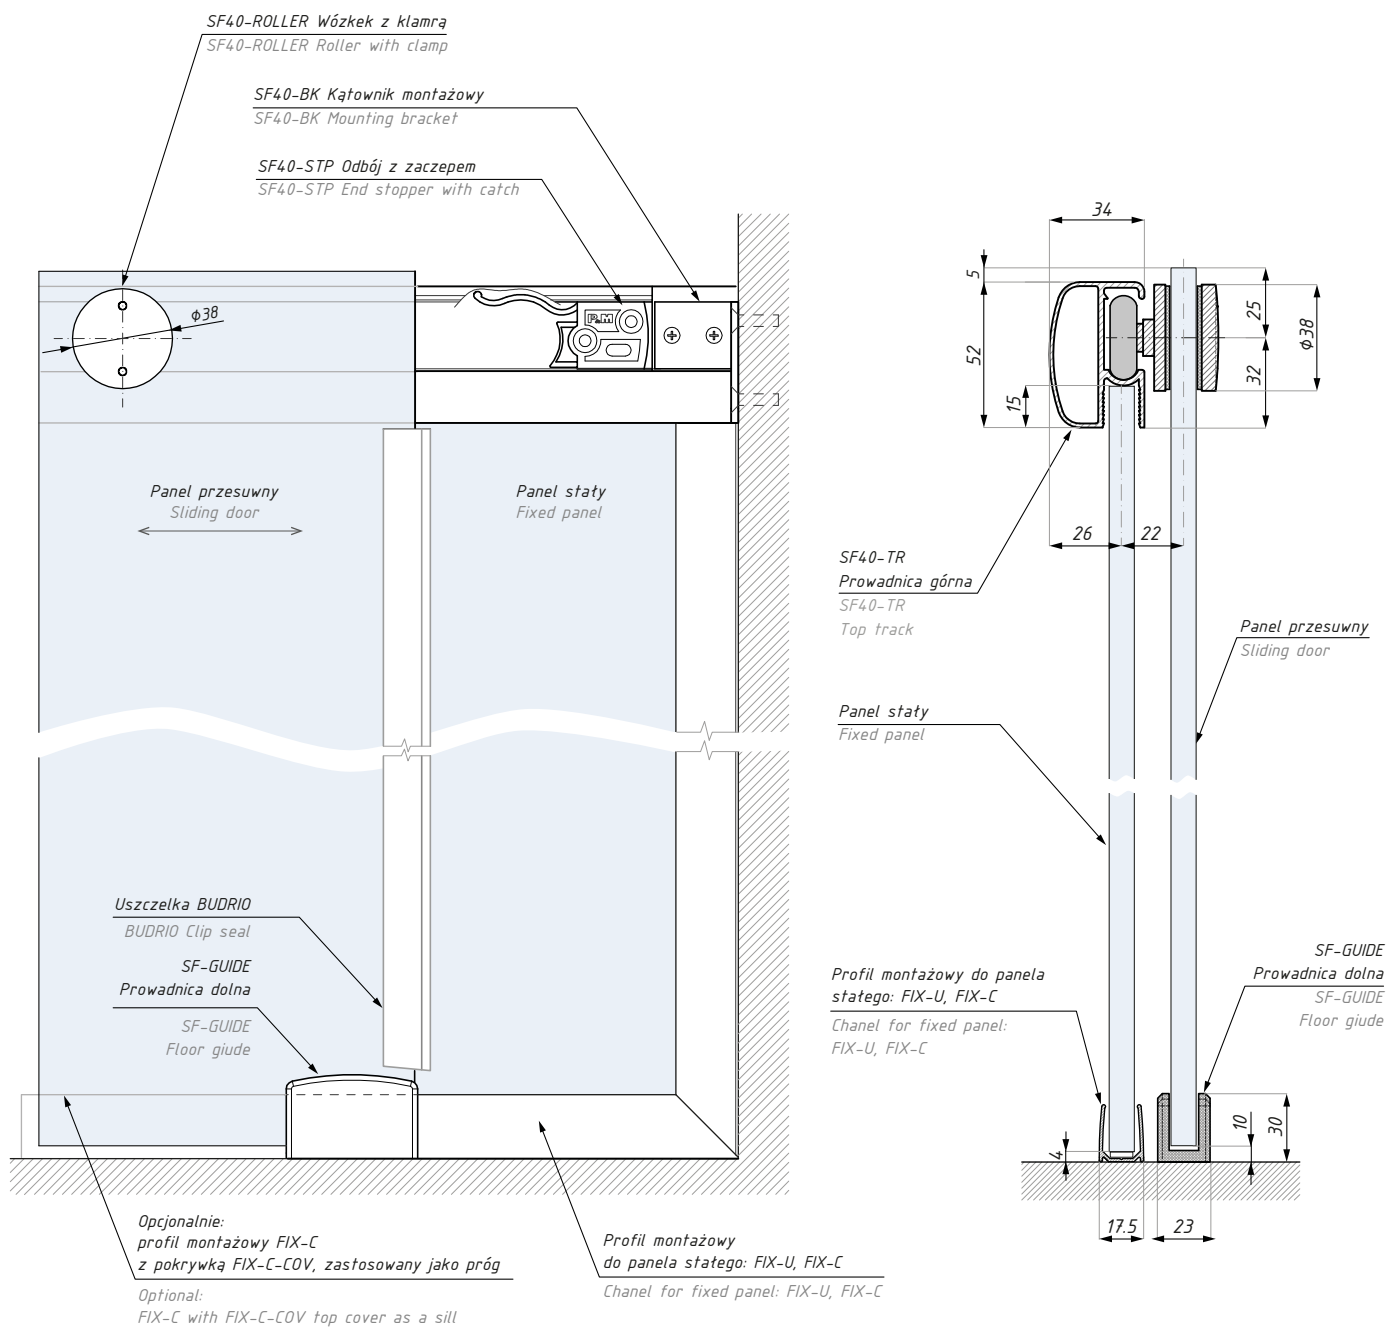 SF40-ROLLER Wózkek z klamrą
SF40-ROLLER Roller with clamp
SF40-BK Kątownik montażowy
SF40-BK Mounting bracket
SF40-STP Odbój z zaczepem
SF40-STP End stopper with catch
ϕ38
P&M
Panel przesuwny
Sliding door
Panel stały
Fixed panel
Uszczelka BUDRIO
BUDRIO Clip seal
SF-GUIDE
Prowadnica dolna
SF-GUIDE
Floor giude
Opcjonalnie:
profil montażowy FIX-C
z pokrywką FIX-C-COV, zastosowany jako próg
Optional:
FIX-C with FIX-C-COV top cover as a sill
Profil montażowy
do panela stałego: FIX-U, FIX-C
Chanel for fixed panel: FIX-U, FIX-C
34
5
52
15
25
32
ϕ38
26
22
SF40-TR
Prowadnica górna
SF40-TR
Top track
Panel przesuwny
Sliding door
Panel stały
Fixed panel
Profil montażowy do panela
stałego: FIX-U, FIX-C
Chanel for fixed panel:
FIX-U, FIX-C
SF-GUIDE
Prowadnica dolna
SF-GUIDE
Floor giude
4
10
30
17.5
23